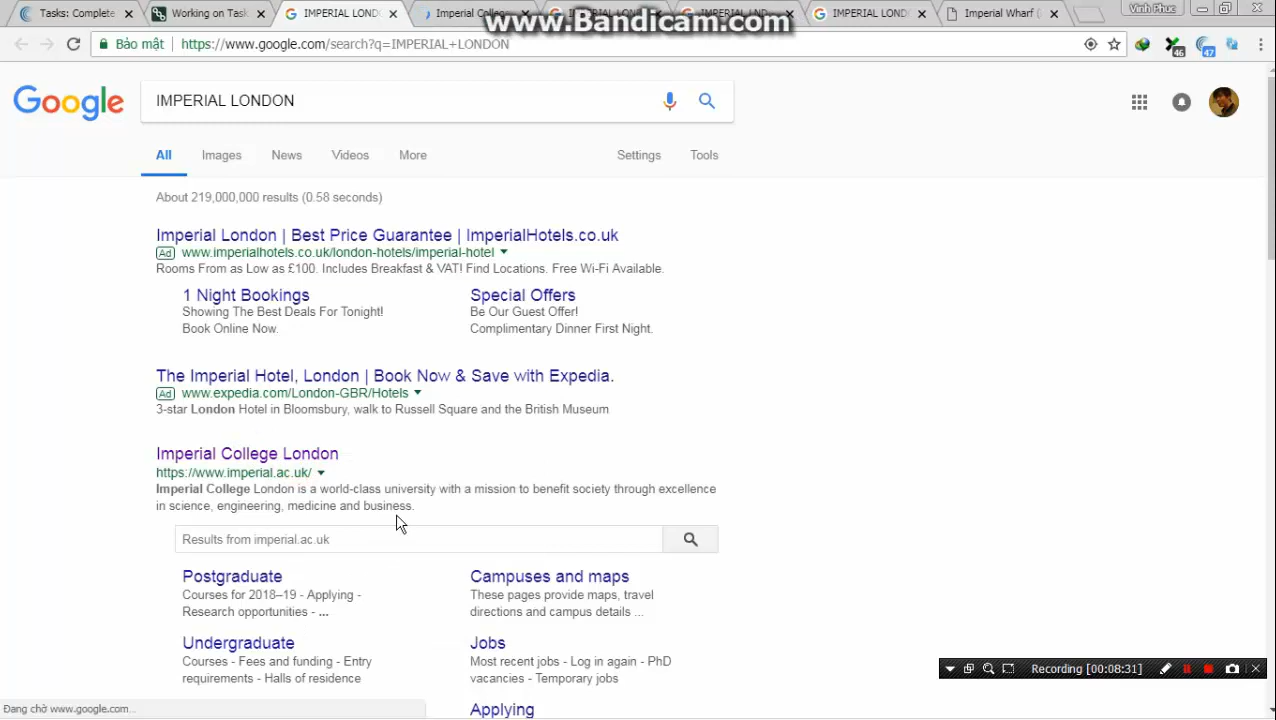 Tasks: Complete
Working on Task
IMPERIAL LONDO
Imperial College
IMPERIAL LOND
Imperial Wharf (
Vinh Phuc
www.Bandicam.com
Bảo mật
https://www.google.com/search?q=IMPERIAL+LONDON
46
47
Google
IMPERIAL LONDON
All
Images
News
Videos
More
Settings
Tools
About 219,000,000 results (0.58 seconds)
Imperial London | Best Price Guarantee | ImperialHotels.co.uk
Ad www.imperialhotels.co.uk/london-hotels/imperial-hotel
Rooms From as Low as £100. Includes Breakfast & VAT! Find Locations. Free Wi-Fi Available.
1 Night Bookings
Showing The Best Deals For Tonight!
Book Online Now.
Special Offers
Be Our Guest Offer!
Complimentary Dinner First Night.
The Imperial Hotel, London | Book Now & Save with Expedia.
Ad www.expedia.com/London-GBR/Hotels
3-star London Hotel in Bloomsbury, walk to Russell Square and the British Museum
Imperial College London
https://www.imperial.ac.uk/
Imperial College London is a world-class university with a mission to benefit society through excellence
in science, engineering, medicine and business.
Results from imperial.ac.uk
Postgraduate
Courses for 2018–19 - Applying -
Research opportunities - ...
Campuses and maps
These pages provide maps, travel
directions and campus details ...
Undergraduate
Courses - Fees and funding - Entry
requirements - Halls of residence
Jobs
Most recent jobs - Log in again - PhD
vacancies - Temporary jobs
Applying
Recording [00:08:31]
Đang chờ www.google.com...